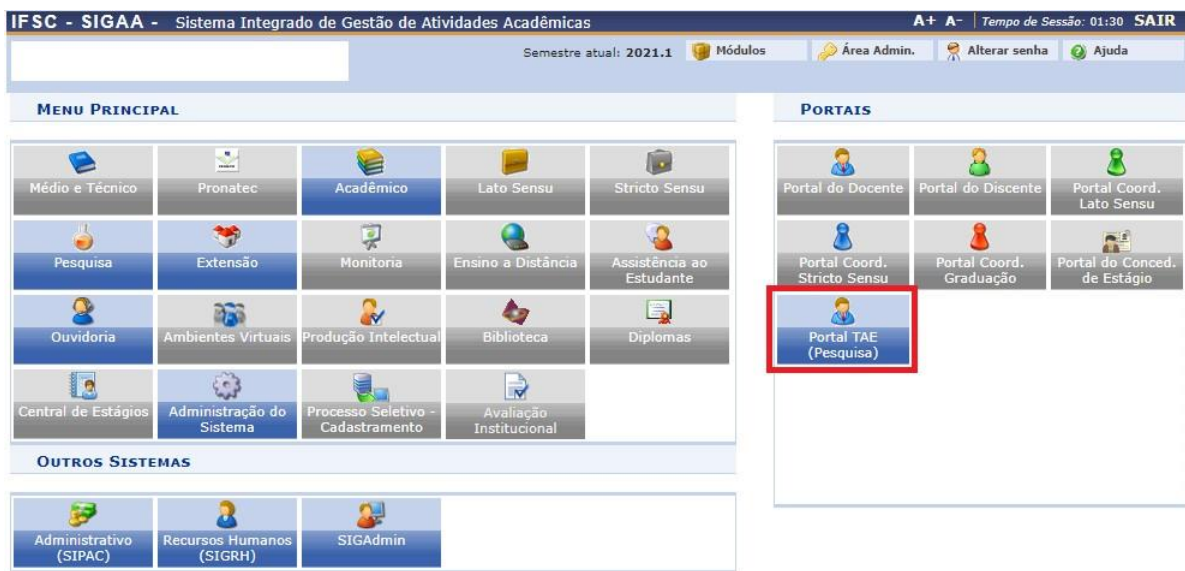 IFSC - SIGAA - Sistema Integrado de Gestão de Atividades Acadêmicas
A+ A- Tempo de Sessão: 01:30 SAIR
Semestre atual: 2021.1 Módulos Área Admin. Alterar senha Ajuda
MENU PRINCIPAL
Médio e Técnico Pronatec Acadêmico Lato Sensu Stricto Sensu
Pesquisa Extensão Monitoria Ensino a Distância Assistência ao
Estudante
Ouvidoria Ambientes Virtuais Produção Intelectual Biblioteca Diplomas
Central de Estágios Administração do Processo Seletivo - Avaliação
Sistema Cadastramento Institucional
OUTROS SISTEMAS
Administrativo Recursos Humanos SIGAdmin
(SIPAC) (SIGRH)
PORTAIS
Portal do Docente Portal do Discente Portal Coord.
Lato Sensu
Portal Coord. Portal Coord. Portal do Conced.
Stricto Sensu Graduação de Estágio
Portal TAE
(Pesquisa)